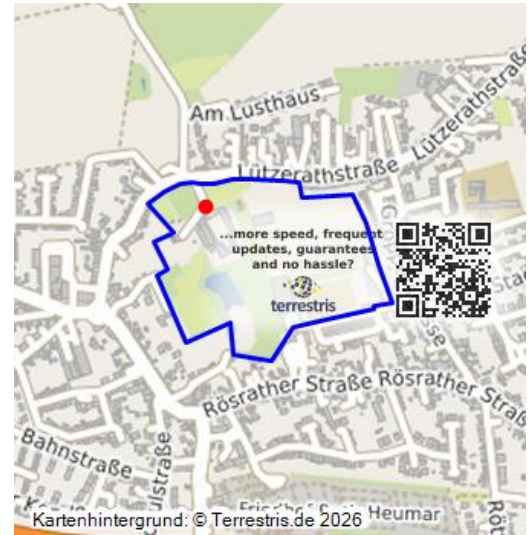 Am Lusthaus
Lützerathstraße
Lützerathstraße
...more speed, frequent
updates, guarantees
and no hassle?
terrestris
Rösrather Straße Rösrather Straße
Bahnstraße
Heumar
Kartenhintergrund: © Terrestris.de 2026